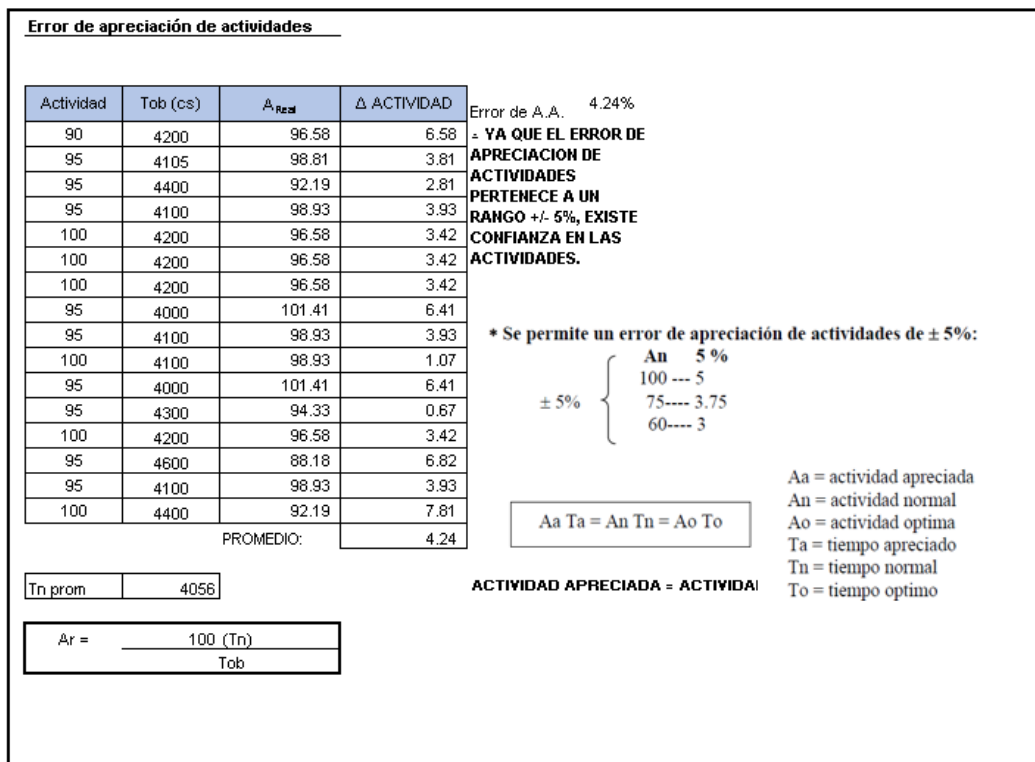 Error de apreciación de actividades
Actividad Tob (cs) A Real Δ ACTIVIDAD
90 4200 96.58 6.58
95 4105 98.81 3.81
95 4400 92.19 2.81
95 4100 98.93 3.93
100 4200 96.58 3.42
100 4200 96.58 3.42
100 4200 96.58 3.42
95 4000 101.41 6.41
95 4100 98.93 3.93
100 4100 98.93 1.07
95 4000 101.41 6.41
95 4300 94.33 0.67
100 4200 96.58 3.42
95 4600 88.18 6.82
95 4100 98.93 3.93
100 4400 92.19 7.81
PROMEDIO: 4.24
Tn prom 4056
Ar = 100 (Tn)
Tob
Error de A.A. 4.24%
∴ YA QUE EL ERROR DE
APRECIACION DE
ACTIVIDADES
PERTENECE A UN
RANGO +/- 5%, EXISTE
CONFIANZA EN LAS
ACTIVIDADES.
* Se permite un error de apreciación de actividades de ± 5%:
An 5 %
100 --- 5
± 5% 75---- 3.75
60---- 3
Aa Ta = An Tn = Ao To
Aa = actividad apreciada
An = actividad normal
Ao = actividad optima
Ta = tiempo apreciado
Tn = tiempo normal
To = tiempo optimo
ACTIVIDAD APRECIADA = ACTIVIDAI